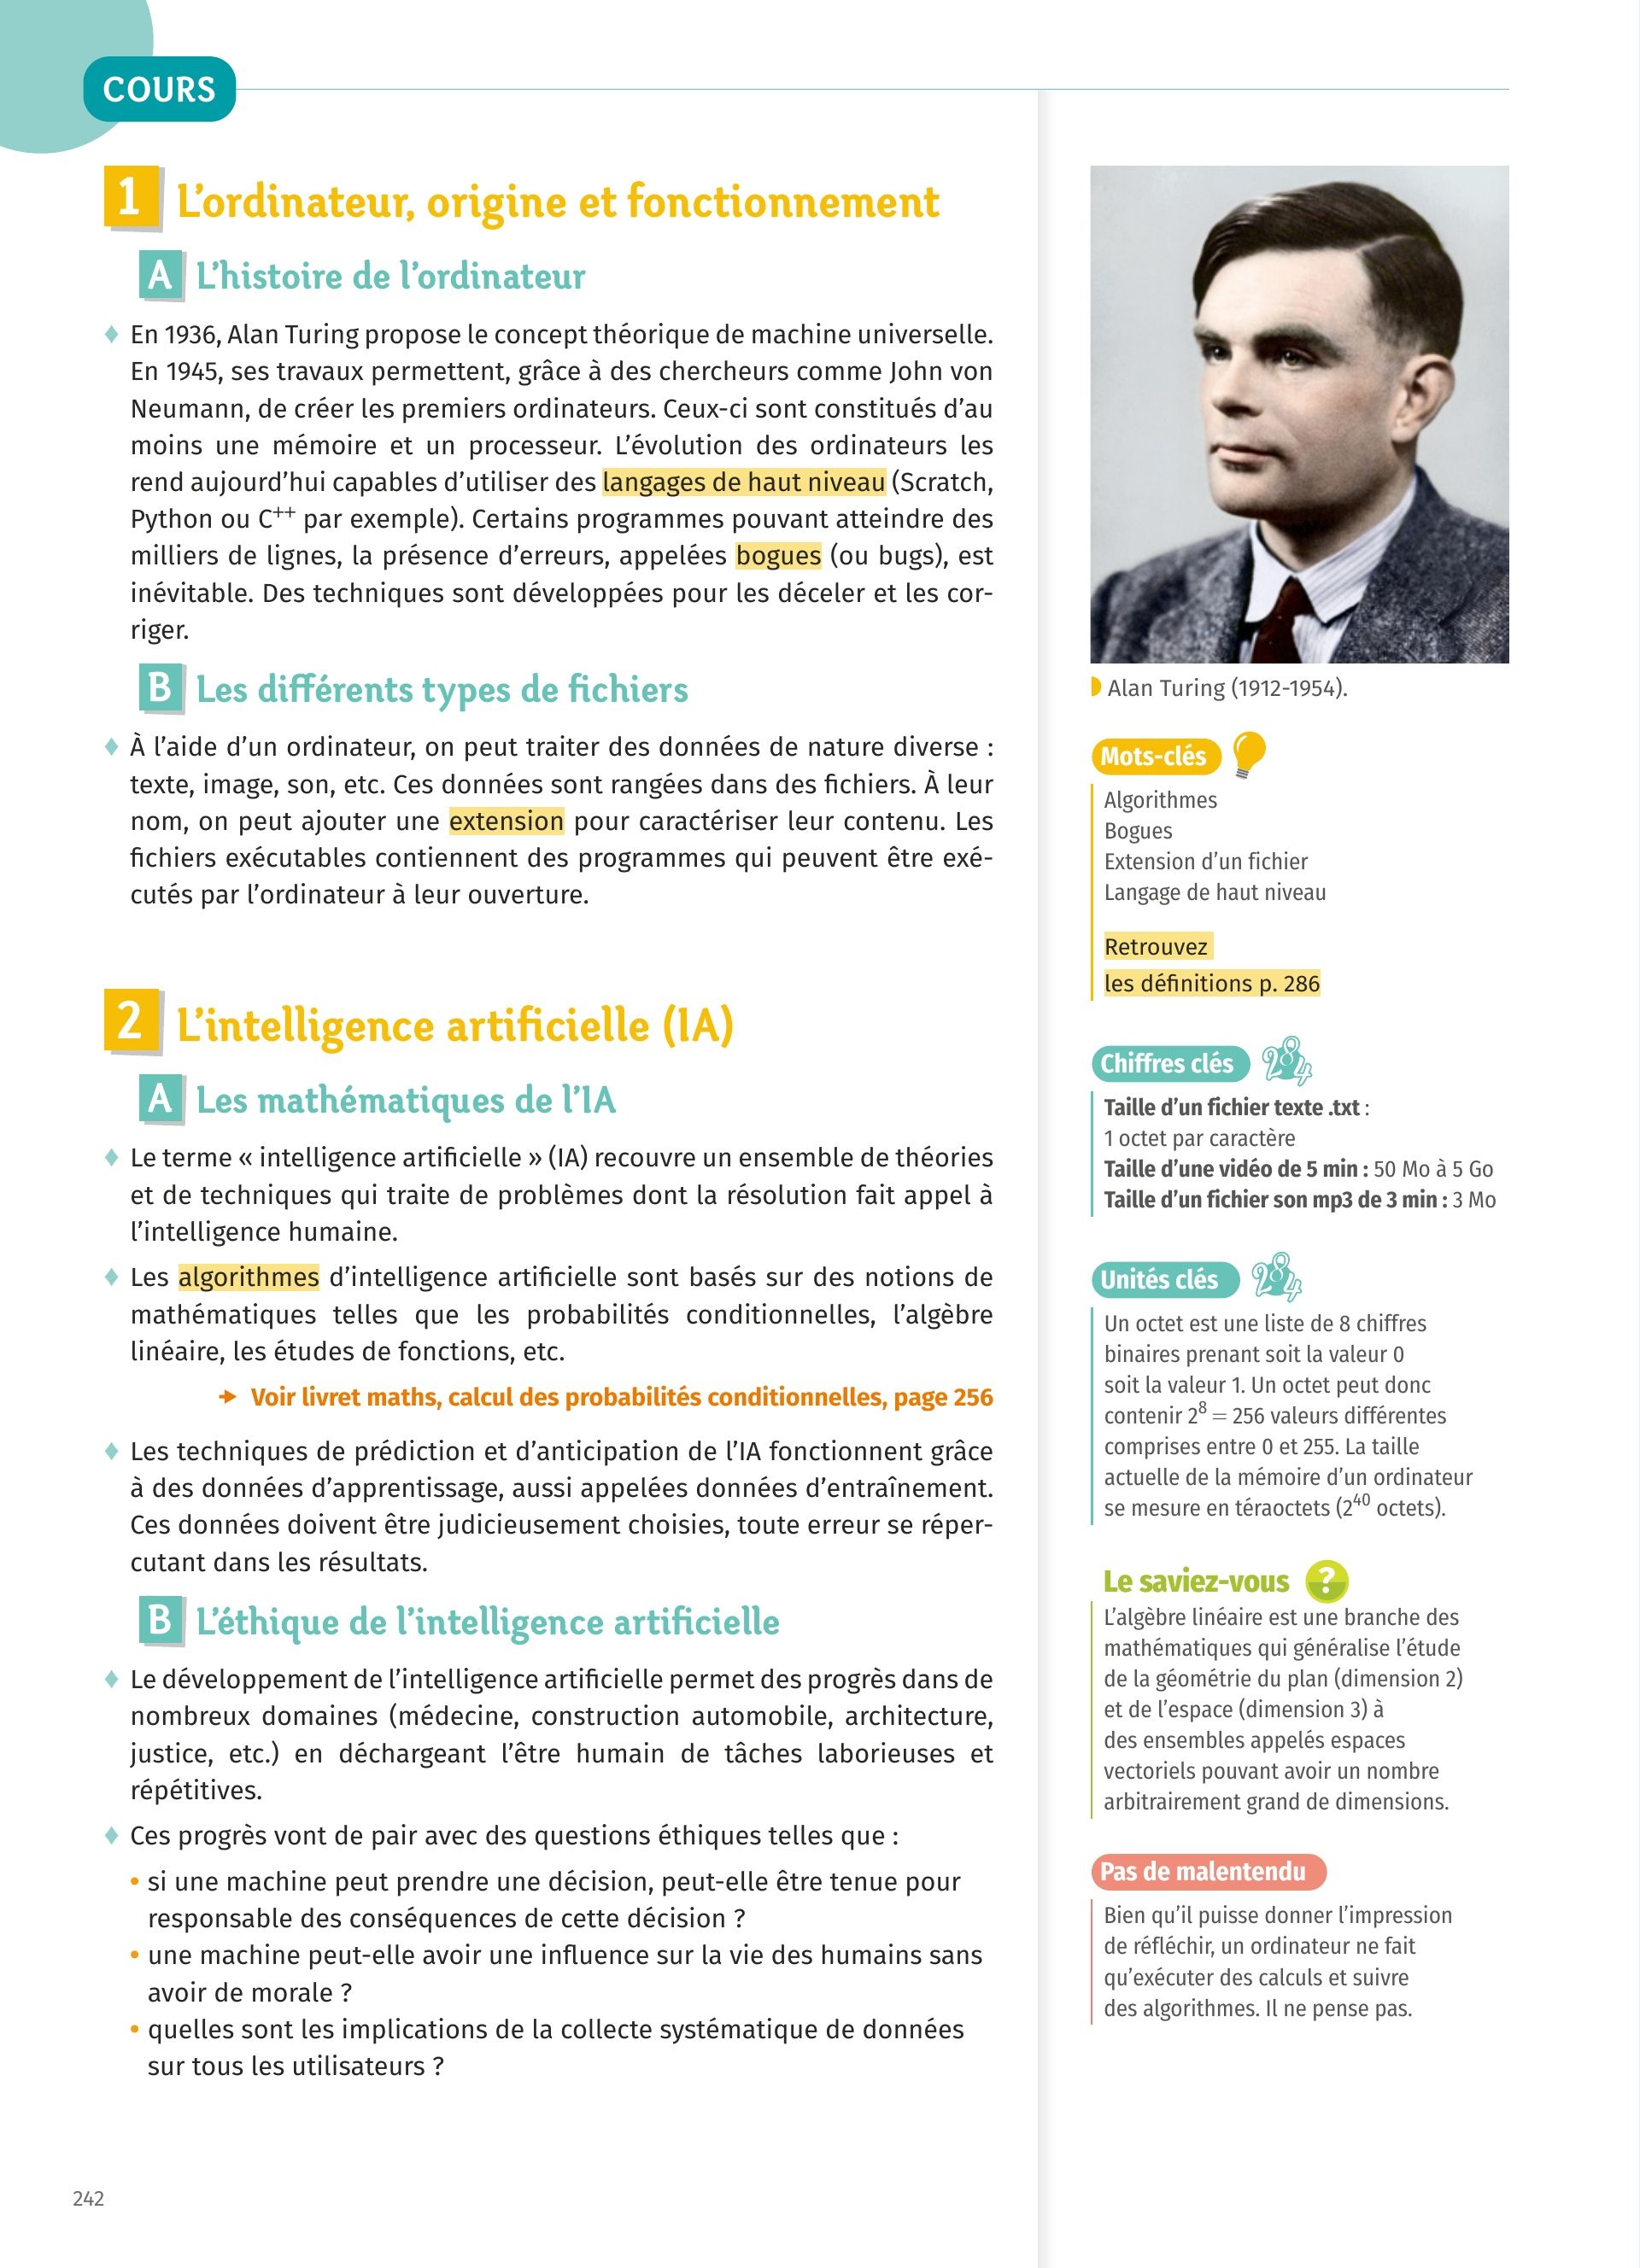 COURS
1 L'ordinateur, origine et fonctionnement
A L'histoire de l'ordinateur
♦ En 1936, Alan Turing propose le concept théorique de machine universelle.
En 1945, ses travaux permettent, grâce à des chercheurs comme John von
Neumann, de créer les premiers ordinateurs. Ceux-ci sont constitués d'au
moins une mémoire et un processeur. L'évolution des ordinateurs les
rend aujourd'hui capables d'utiliser des langages de haut niveau (Scratch,
Python ou C⁺⁺ par exemple). Certains programmes pouvant atteindre des
milliers de lignes, la présence d'erreurs, appelées bogues (ou bugs), est
inévitable. Des techniques sont développées pour les déceler et les cor-
riger.
B Les différents types de fichiers
♦ À l'aide d'un ordinateur, on peut traiter des données de nature diverse :
texte, image, son, etc. Ces données sont rangées dans des fichiers. À leur
nom, on peut ajouter une extension pour caractériser leur contenu. Les
fichiers exécutables contiennent des programmes qui peuvent être exé-
cutés par l'ordinateur à leur ouverture.
2 L'intelligence artificielle (IA)
A Les mathématiques de l'IA
♦ Le terme « intelligence artificielle » (IA) recouvre un ensemble de théories
et de techniques qui traite de problèmes dont la résolution fait appel à
l'intelligence humaine.
♦ Les algorithmes d'intelligence artificielle sont basés sur des notions de
mathématiques telles que les probabilités conditionnelles, l'algèbre
linéaire, les études de fonctions, etc.
➜ Voir livret maths, calcul des probabilités conditionnelles, page 256
♦ Les techniques de prédiction et d'anticipation de l'IA fonctionnent grâce
à des données d'apprentissage, aussi appelées données d'entraînement.
Ces données doivent être judicieusement choisies, toute erreur se réper-
cutant dans les résultats.
B L'éthique de l'intelligence artificielle
♦ Le développement de l'intelligence artificielle permet des progrès dans de
nombreux domaines (médecine, construction automobile, architecture,
justice, etc.) en déchargeant l'être humain de tâches laborieuses et
répétitives.
♦ Ces progrès vont de pair avec des questions éthiques telles que :
• si une machine peut prendre une décision, peut-elle être tenue pour
responsable des conséquences de cette décision ?
• une machine peut-elle avoir une influence sur la vie des humains sans
avoir de morale ?
• quelles sont les implications de la collecte systématique de données
sur tous les utilisateurs ?
242
Alan Turing (1912-1954).
Mots-clés
Algorithmes
Bogues
Extension d'un fichier
Langage de haut niveau
Retrouvez
les définitions p. 286
Chiffres clés 284
Taille d'un fichier texte .txt :
1 octet par caractère
Taille d'une vidéo de 5 min : 50 Mo à 5 Go
Taille d'un fichier son mp3 de 3 min : 3 Mo
Unités clés 284
Un octet est une liste de 8 chiffres
binaires prenant soit la valeur 0
soit la valeur 1. Un octet peut donc
contenir 2⁸ = 256 valeurs différentes
comprises entre 0 et 255. La taille
actuelle de la mémoire d'un ordinateur
se mesure en téraoctets (2⁴⁰ octets).
Le saviez-vous ?
L'algèbre linéaire est une branche des
mathématiques qui généralise l'étude
de la géométrie du plan (dimension 2)
et de l'espace (dimension 3) à
des ensembles appelés espaces
vectoriels pouvant avoir un nombre
arbitrairement grand de dimensions.
Pas de malentendu
Bien qu'il puisse donner l'impression
de réfléchir, un ordinateur ne fait
qu'exécuter des calculs et suivre
des algorithmes. Il ne pense pas.